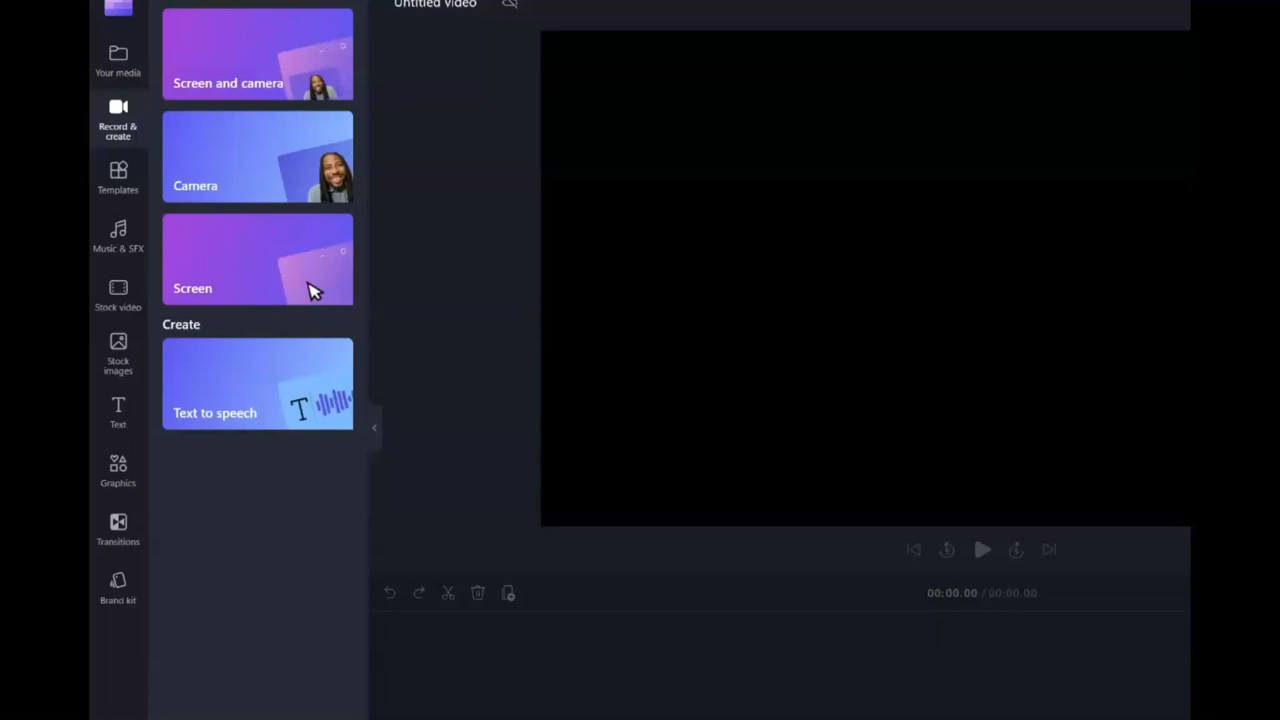 Untitled video
Your media
Record &
create
Templates
Music & SFX
Stock video
Stock
images
Text
Graphics
Transitions
Brand kit
Screen and camera
Camera
Screen
Create
Text to speech
T
00:00.00 / 00:00.00